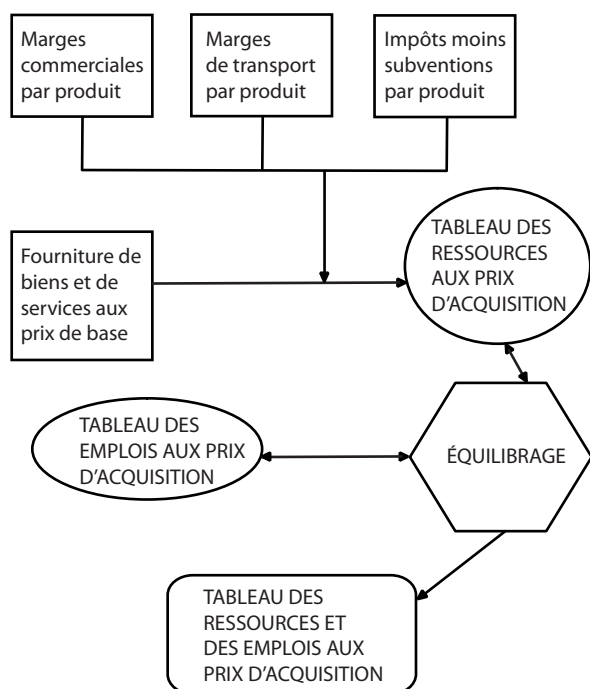 Marges
commerciales
par produit
Marges
de transport
par produit
Impôts moins
subventions
par produit
Fourniture de
biens et de
services aux
prix de base
TABLEAU DES
RESSOURCES
AUX PRIX
D’ACQUISITION
TABLEAU DES
EMPLOIS AUX PRIX
D’ACQUISITION
ÉQUILIBRAGE
TABLEAU DES
RESSOURCES ET
DES EMPLOIS AUX
PRIX D’ACQUISITION